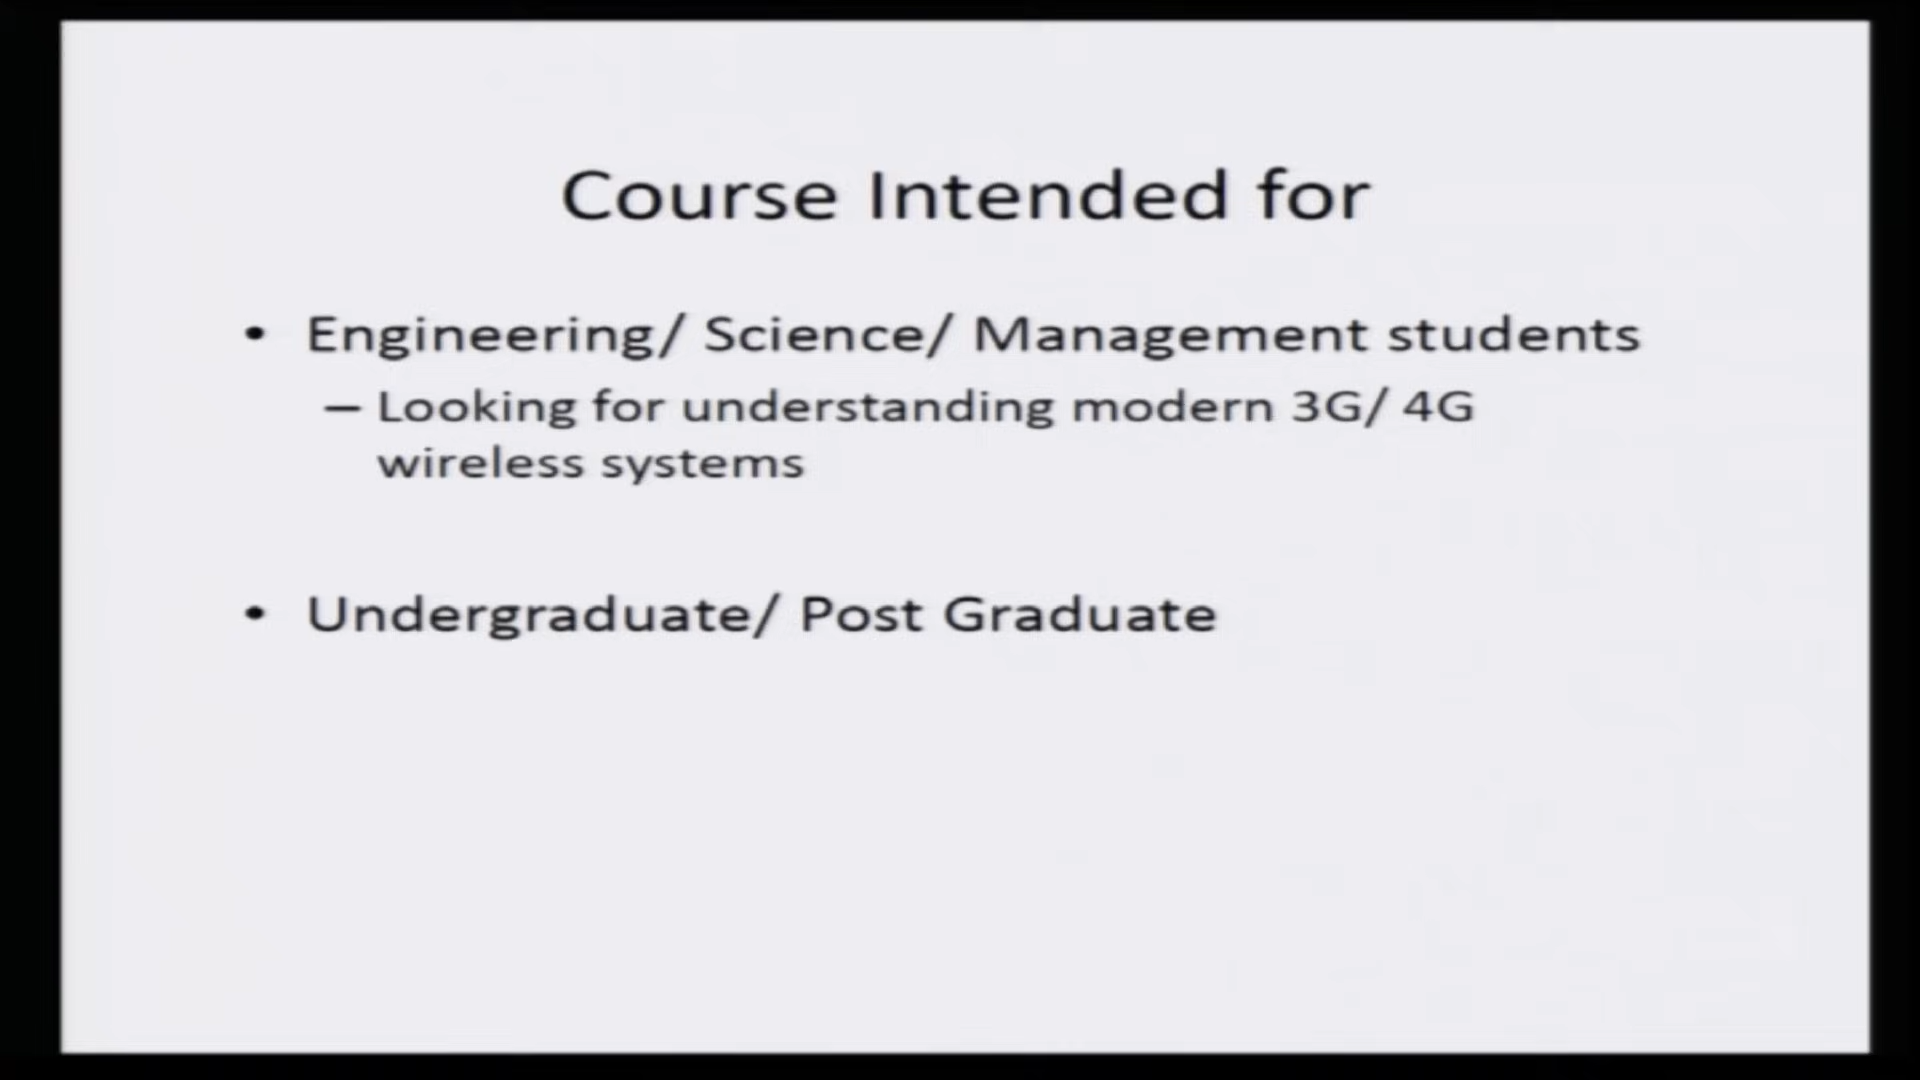 Course Intended for
• Engineering/ Science/ Management students
– Looking for understanding modern 3G/ 4G
wireless systems
• Undergraduate/ Post Graduate